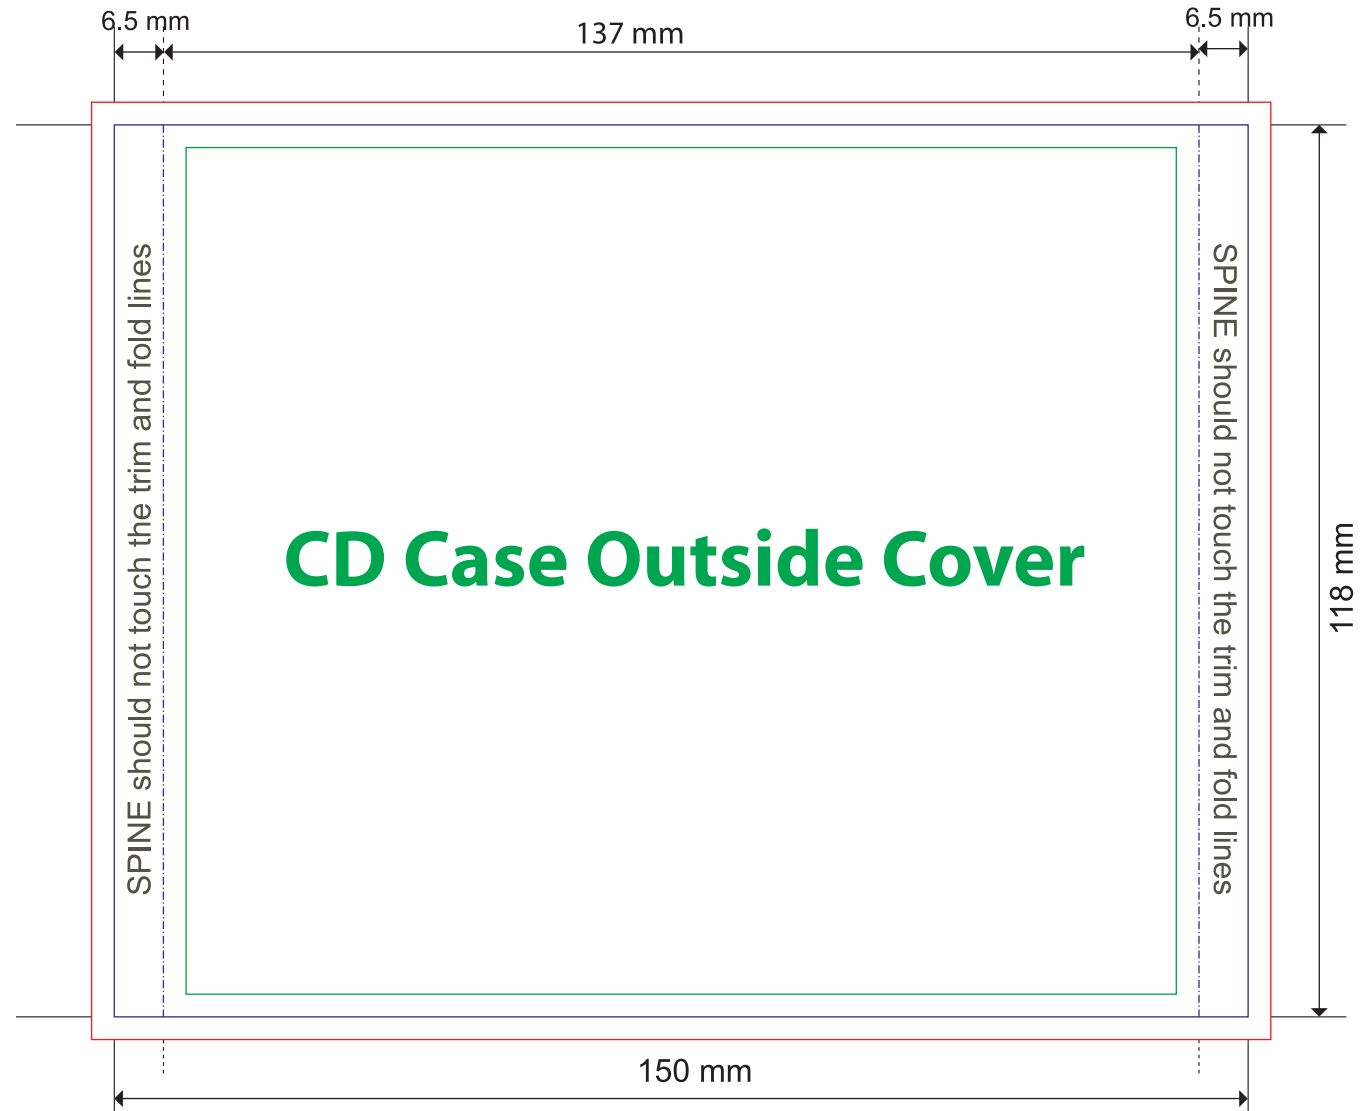 6.5 mm
137 mm
6.5 mm
SPINE should not touch the trim and fold lines
CD Case Outside Cover
SPINE should not touch the trim and fold lines
118 mm
150 mm